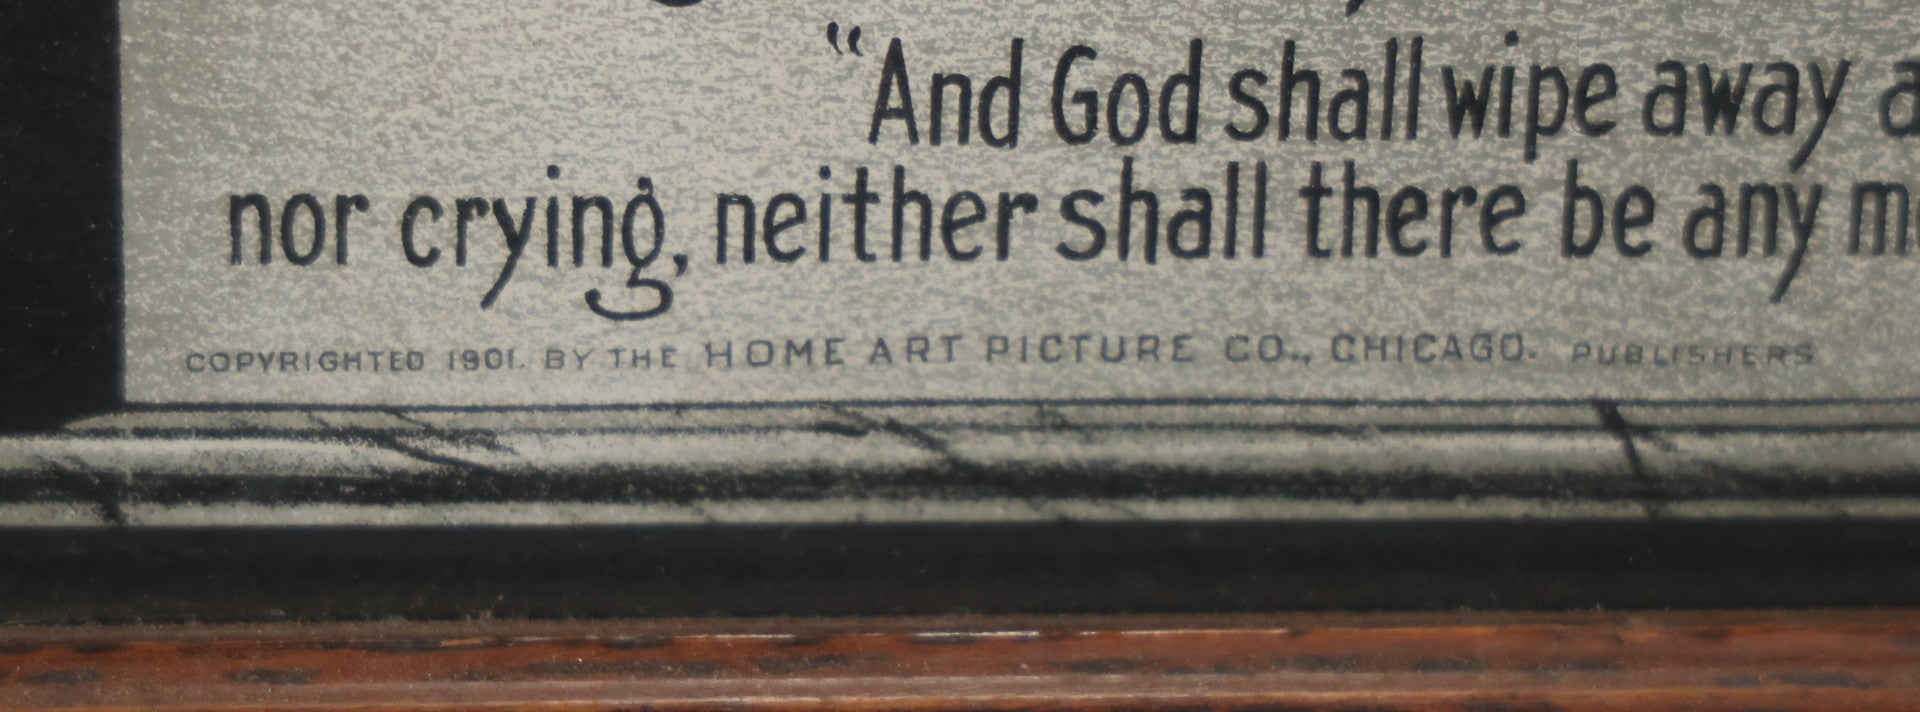 “And God shall wipe away
nor crying, neither shall there be any
COPYRIGHTED 1901. BY THE HOME ART PICTURE CO., CHICAGO. PUBLISHERS